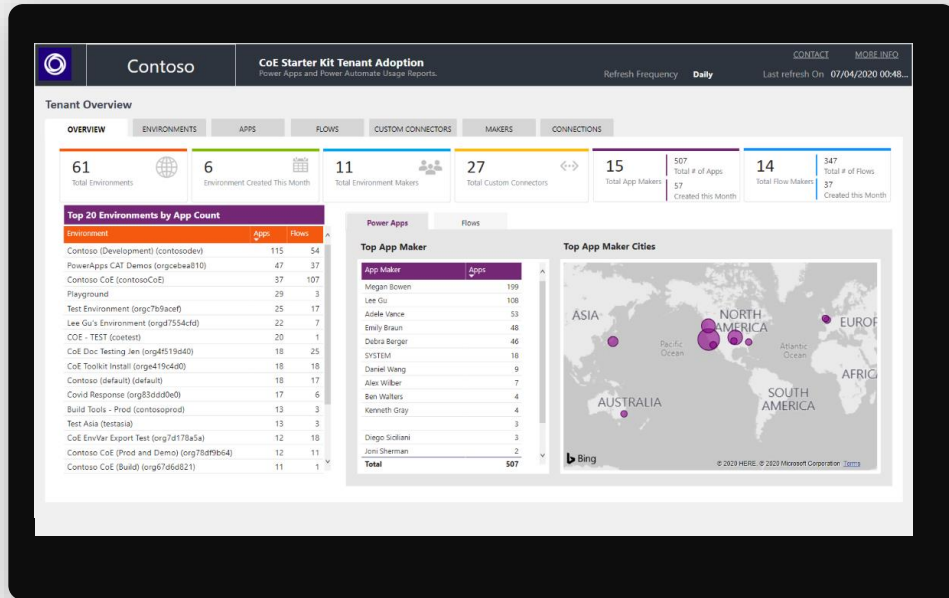 Contoso
CoE Starter Kit Tenant Adoption
Power Apps and Power Automate Usage Reports.
CONTACT MORE INFO
Refresh Frequency Daily Last refresh On 07/04/2020 00:48...
Tenant Overview
OVERVIEW ENVIRONMENTS APPS FLOWS CUSTOM CONNECTORS MAKERS CONNECTIONS
61
Total Environments
6
Environment Created This Month
11
Total Environment Makers
27
Total Custom Connectors
15
Total App Makers
507
Total # of Apps
57
Created this Month
14
Total Flow Makers
347
Total # of Flows
37
Created this Month
Top 20 Environments by App Count
Environment Apps Flows
Contoso (Development) (contosodev) 115 54
PowerApps CAT Demos (orgcebea810) 47 37
Contoso CoE (contosoCoE) 37 107
Playground 29 3
Test Environment (orgc7b9acef) 25 17
Lee Gu's Environment (orgd7554cfd) 22 7
COE - TEST (coetest) 20 1
CoE Doc Testing Jen (org4f519d40) 18 25
CoE Toolkit Install (orge419c4d0) 18 18
Contoso (default) (default) 18 17
Covid Response (org83ddd0e0) 17 6
Build Tools - Prod (contosoprod) 13 3
Test Asia (testasia) 13 3
CoE EnvVar Export Test (org7d178a5a) 12 18
Contoso CoE (Prod and Demo) (org78df9b64) 12 11
Contoso CoE (Build) (org67d6d821) 11 1
Power Apps Flows
Top App Maker
App Maker Apps
Megan Bowen 199
Lee Gu 108
Adele Vance 53
Emily Braun 48
Debra Berger 46
SYSTEM 18
Daniel Wang 9
Alex Wilber 7
Ben Walters 4
Kenneth Gray 4
3
Diego Siciliani 3
Joni Sherman 2
Total 507
Top App Maker Cities
ASIA
NORTH
AMERICA
EUROP
Pacific
Ocean
Atlantic
Ocean
AFRIC
AUSTRALIA
SOUTH
AMERICA
Bing
© 2020 HERE, © 2020 Microsoft Corporation Terms